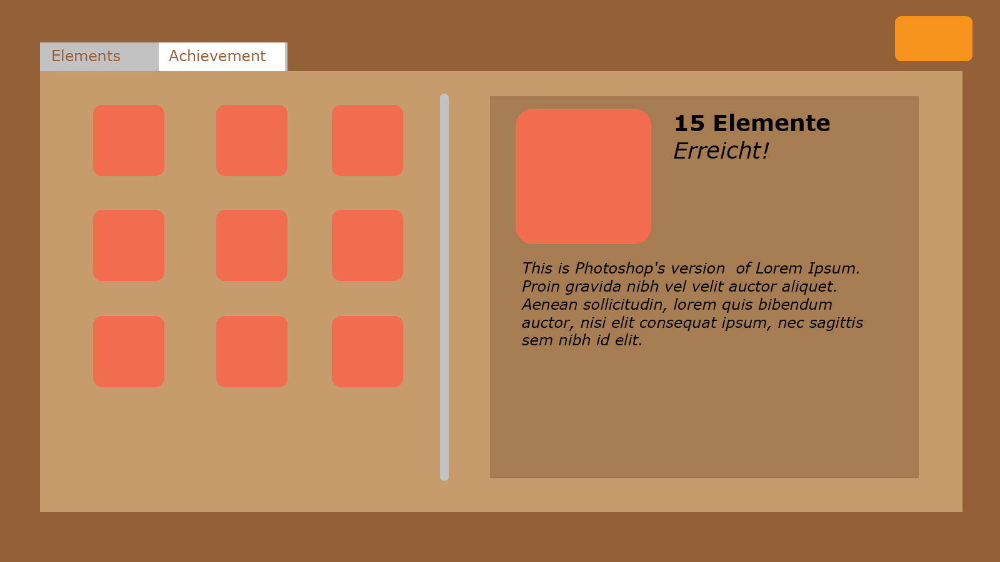 Elements
Achievement
15 Elemente
Erreicht!
This is Photoshop's version  of Lorem Ipsum.
Proin gravida nibh vel velit auctor aliquet.
Aenean sollicitudin, lorem quis bibendum
auctor, nisi elit consequat ipsum, nec sagittis
sem nibh id elit.